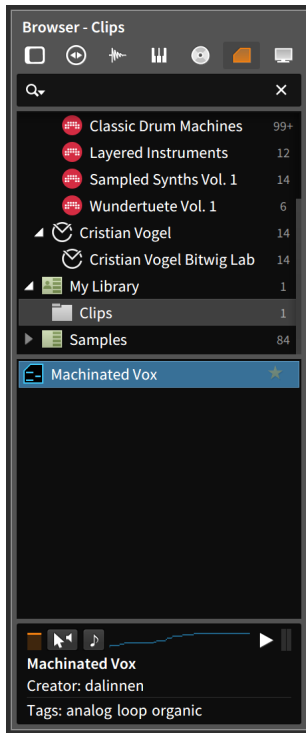 Browser - Clips
Classic Drum Machines 99+
Layered Instruments 12
Sampled Synths Vol. 1 14
Wundertuete Vol. 1 6
Cristian Vogel 14
Cristian Vogel Bitwig Lab 14
My Library 1
Clips 1
Samples 84
Machinated Vox
Machinated Vox
Creator: dalinnen
Tags: analog loop organic